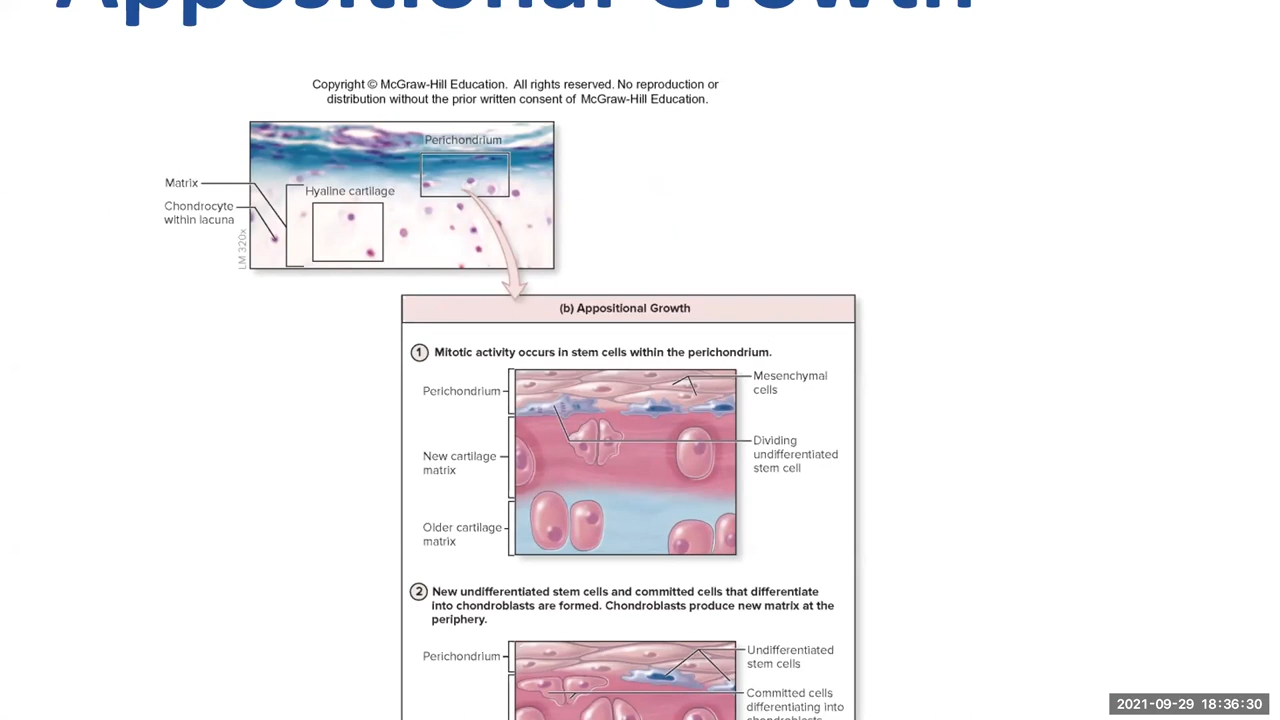 Appositional Growth
Copyright © McGraw-Hill Education. All rights reserved. No reproduction or
distribution without the prior written consent of McGraw-Hill Education.
Perichondrium
Matrix
Hyaline cartilage
Chondrocyte
within lacuna
LM 320x
(b) Appositional Growth
1 Mitotic activity occurs in stem cells within the perichondrium.
Perichondrium
Mesenchymal
cells
New cartilage
matrix
Dividing
undifferentiated
stem cell
Older cartilage
matrix
2 New undifferentiated stem cells and committed cells that differentiate
into chondroblasts are formed. Chondroblasts produce new matrix at the
periphery.
Perichondrium
Undifferentiated
stem cells
Committed cells
differentiating into
chondroblasts
2021-09-29 18:36:30